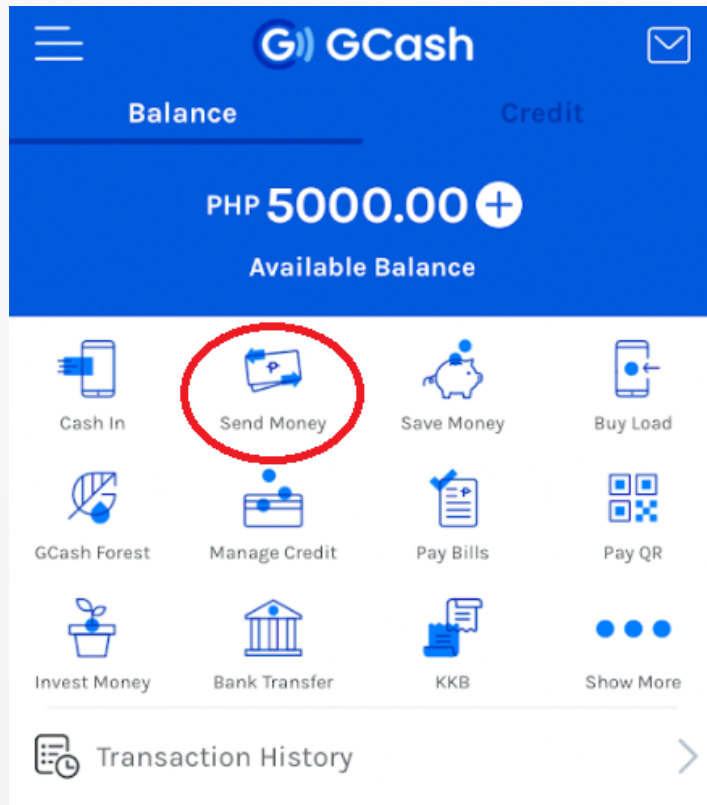 GCash
Balance Credit
PHP 5000.00
Available Balance
Cash In Send Money Save Money Buy Load
GCash Forest Manage Credit Pay Bills Pay QR
Invest Money Bank Transfer KKB Show More
Transaction History